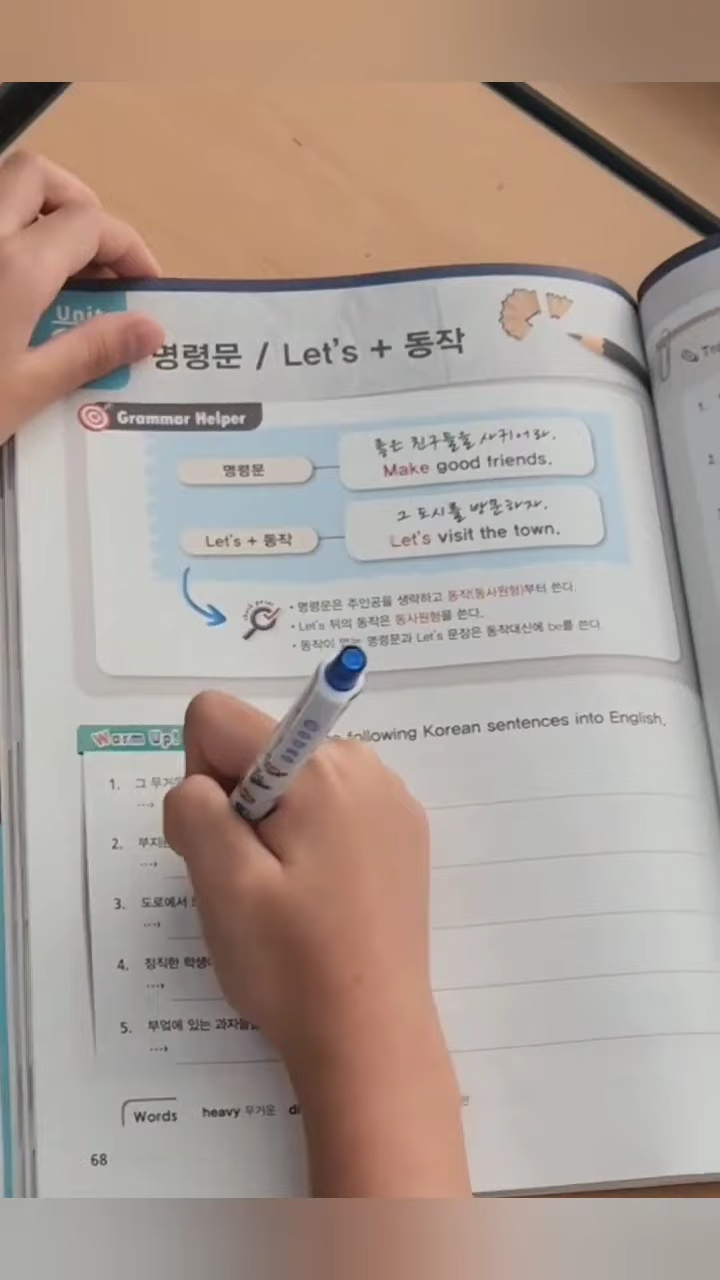 Unit
명령문 / Let's + 동작
Grammar Helper
좋은 친구들을 사귀어라.
명령문
Make good friends.
그 도시를 방문하자.
Let's + 동작
Let's visit the town.
• 명령문은 주인공을 생략하고 동작(동사원형)부터 쓴다.
• Let's 뒤의 동작은 동사원형을 쓴다.
• 동작이 없는 명령문과 Let's 문장은 동작대신에 be를 쓴다.
Warm Up! following Korean sentences into English.
1. 그
2.
3. 도로에서
4. 정직한
5. 부엌에 있는 과자들을
Words heavy 무거운
68
1.
2.